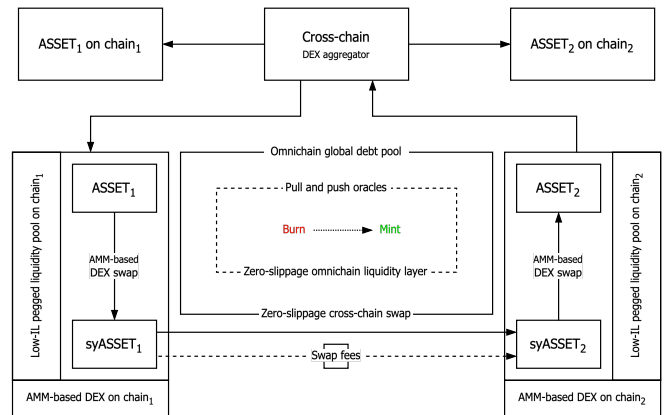 ASSET₁ on chain₁
Cross-chain
DEX aggregator
ASSET₂ on chain₂
Omnichain global debt pool
Low-IL pegged liquidity pool on chain₁
ASSET₁
Pull and push oracles
ASSET₂
Low-IL pegged liquidity pool on chain₂
Burn
Mint
AMM-based
DEX swap
AMM-based
DEX swap
Zero-slippage omnichain liquidity layer
Zero-slippage cross-chain swap
syASSET₁
syASSET₂
Swap fees
AMM-based DEX on chain₁
AMM-based DEX on chain₂